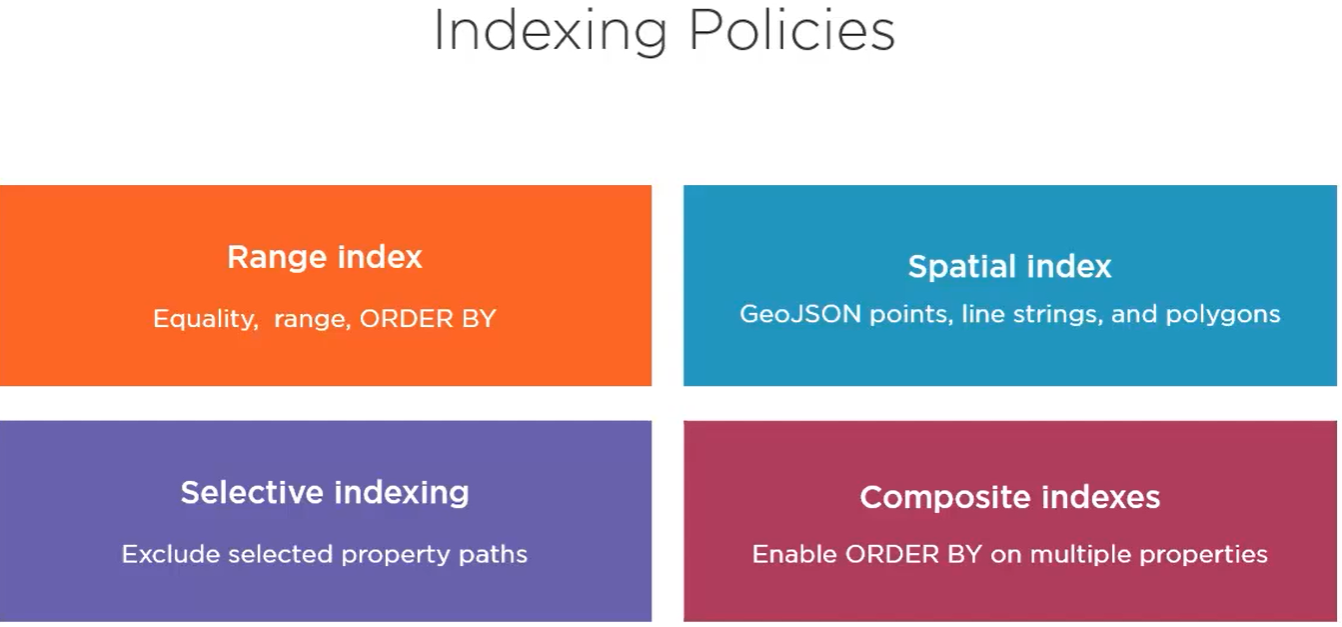 Indexing Policies
Range index
Equality,  range, ORDER BY
Spatial index
GeoJSON points, line strings, and polygons
Selective indexing
Exclude selected property paths
Composite indexes
Enable ORDER BY on multiple properties